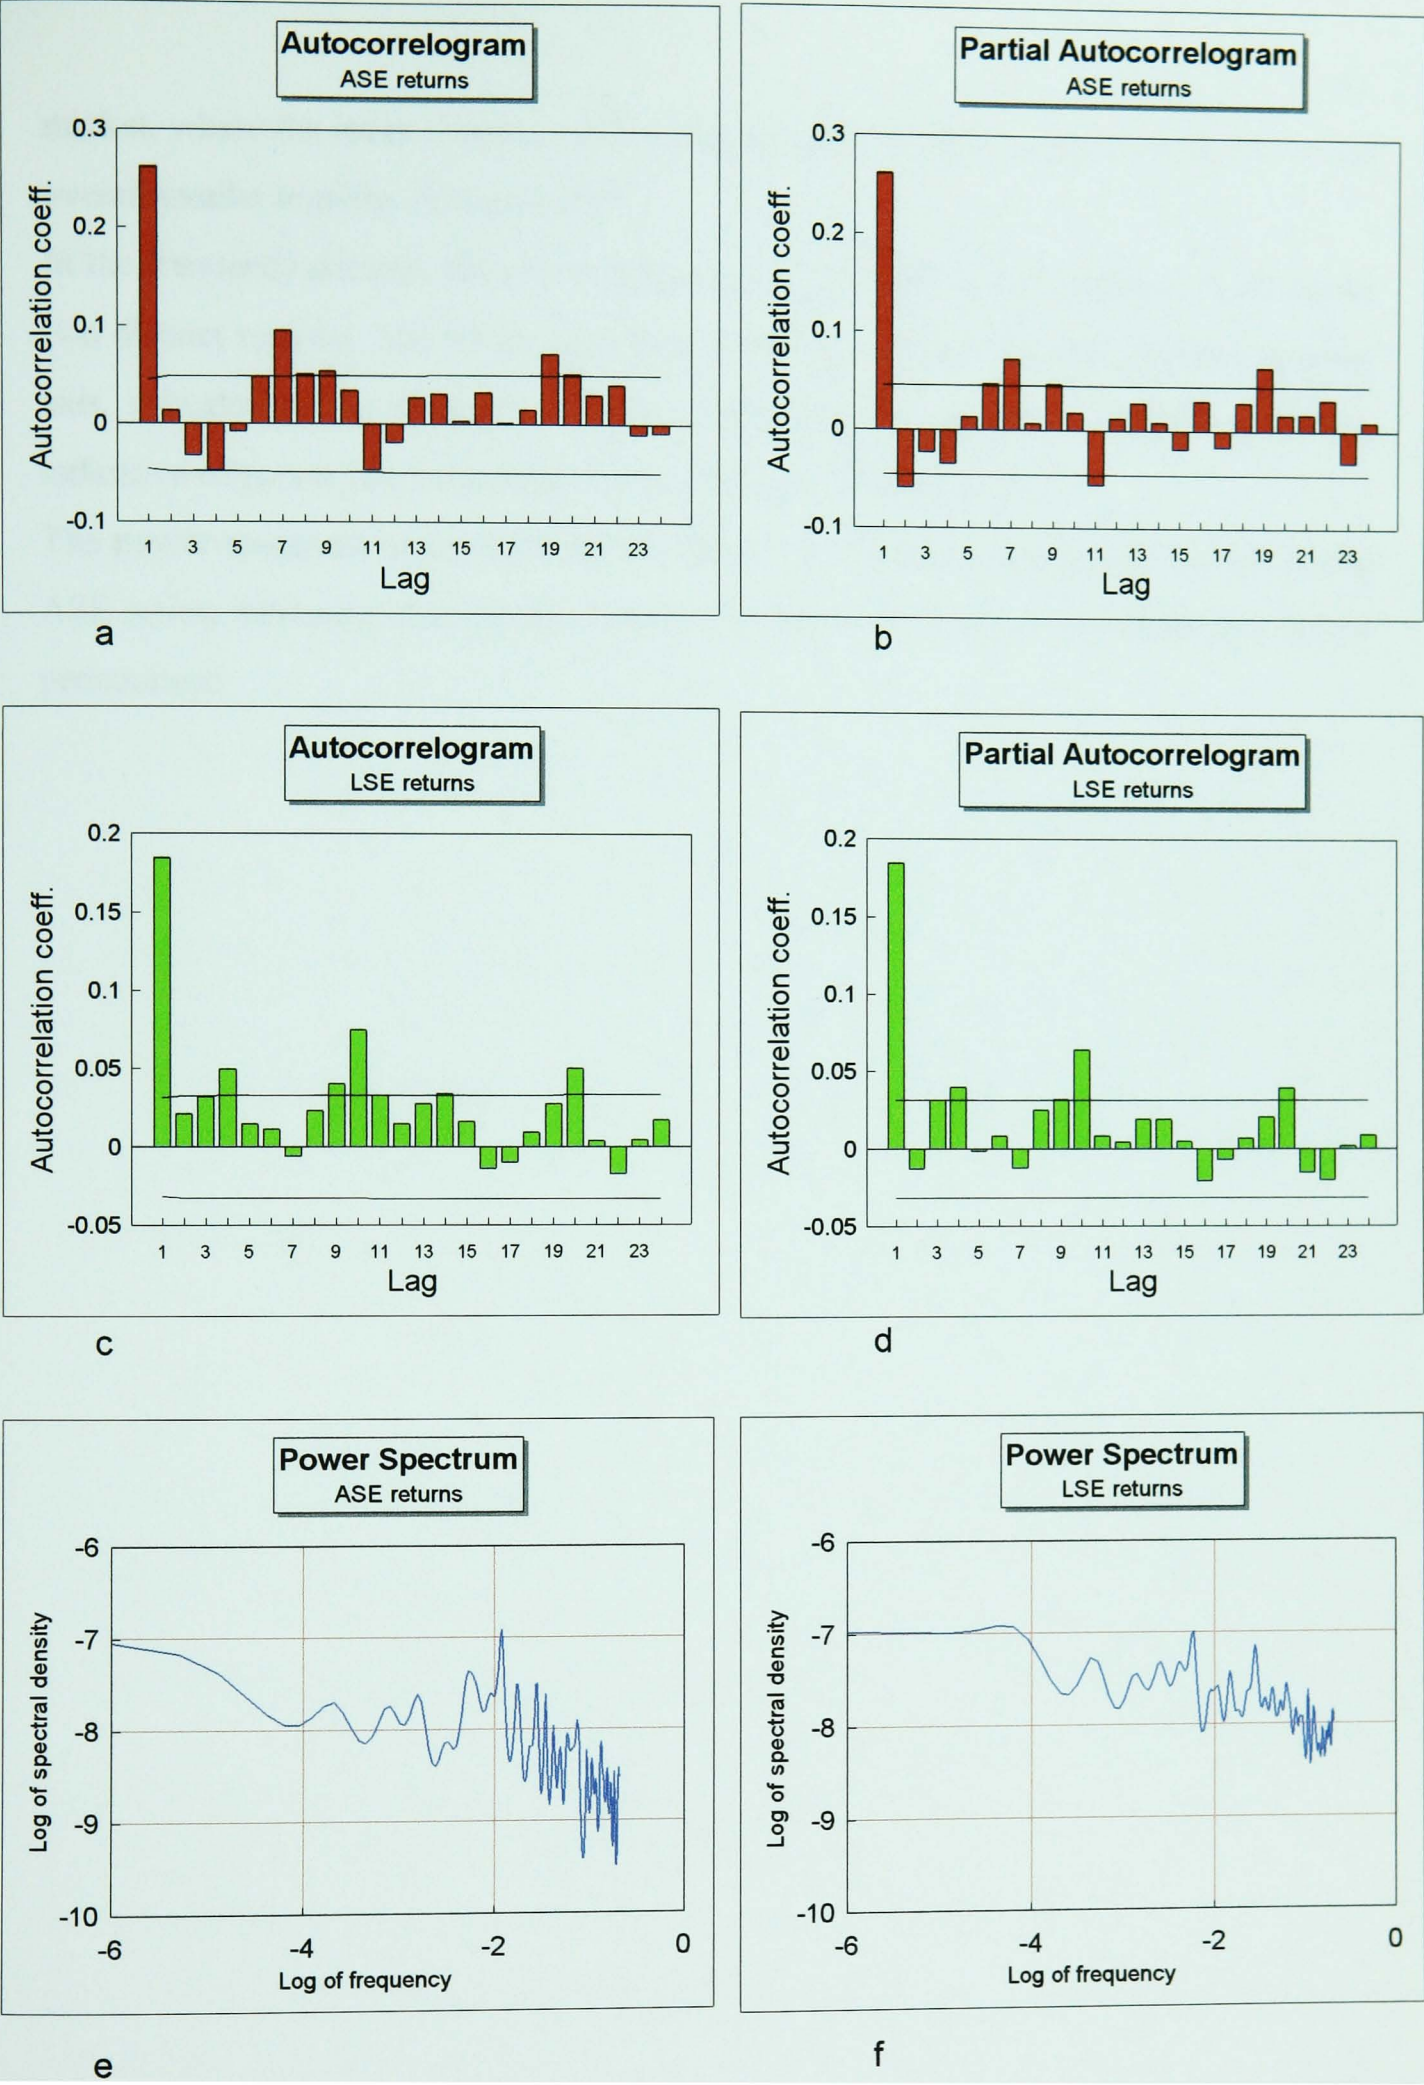 Autocorrelogram
ASE returns
Autocorrelation coeff.
0.3
0.2
0.1
0
-0.1
1 3 5 7 9 11 13 15 17 19 21 23
Lag
a
Partial Autocorrelogram
ASE returns
Autocorrelation coeff.
0.3
0.2
0.1
0
-0.1
1 3 5 7 9 11 13 15 17 19 21 23
Lag
b
Autocorrelogram
LSE returns
Autocorrelation coeff.
0.2
0.15
0.1
0.05
0
-0.05
1 3 5 7 9 11 13 15 17 19 21 23
Lag
c
Partial Autocorrelogram
LSE returns
Autocorrelation coeff.
0.2
0.15
0.1
0.05
0
-0.05
1 3 5 7 9 11 13 15 17 19 21 23
Lag
d
Power Spectrum
ASE returns
Log of spectral density
-6
-7
-8
-9
-10
-6 -4 -2 0
Log of frequency
e
Power Spectrum
LSE returns
Log of spectral density
-6
-7
-8
-9
-10
-6 -4 -2 0
Log of frequency
f